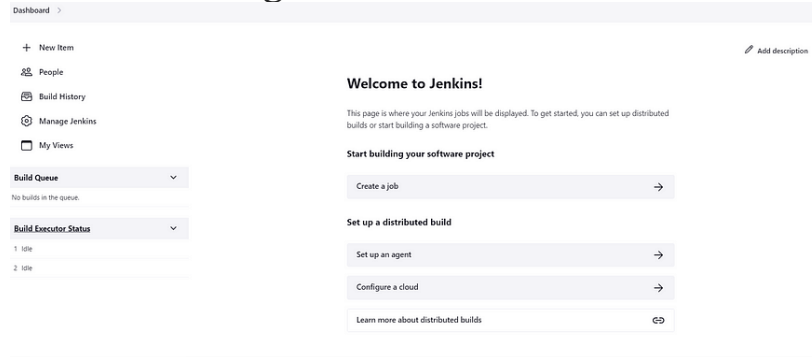 Dashboard
New Item
People
Build History
Manage Jenkins
My Views
Build Queue
No builds in the queue.
Build Executor Status
1 Idle
2 Idle
Add description
Welcome to Jenkins!
This page is where your Jenkins jobs will be displayed. To get started, you can set up distributed
builds or start building a software project.
Start building your software project
Create a job
Set up a distributed build
Set up an agent
Configure a cloud
Learn more about distributed builds